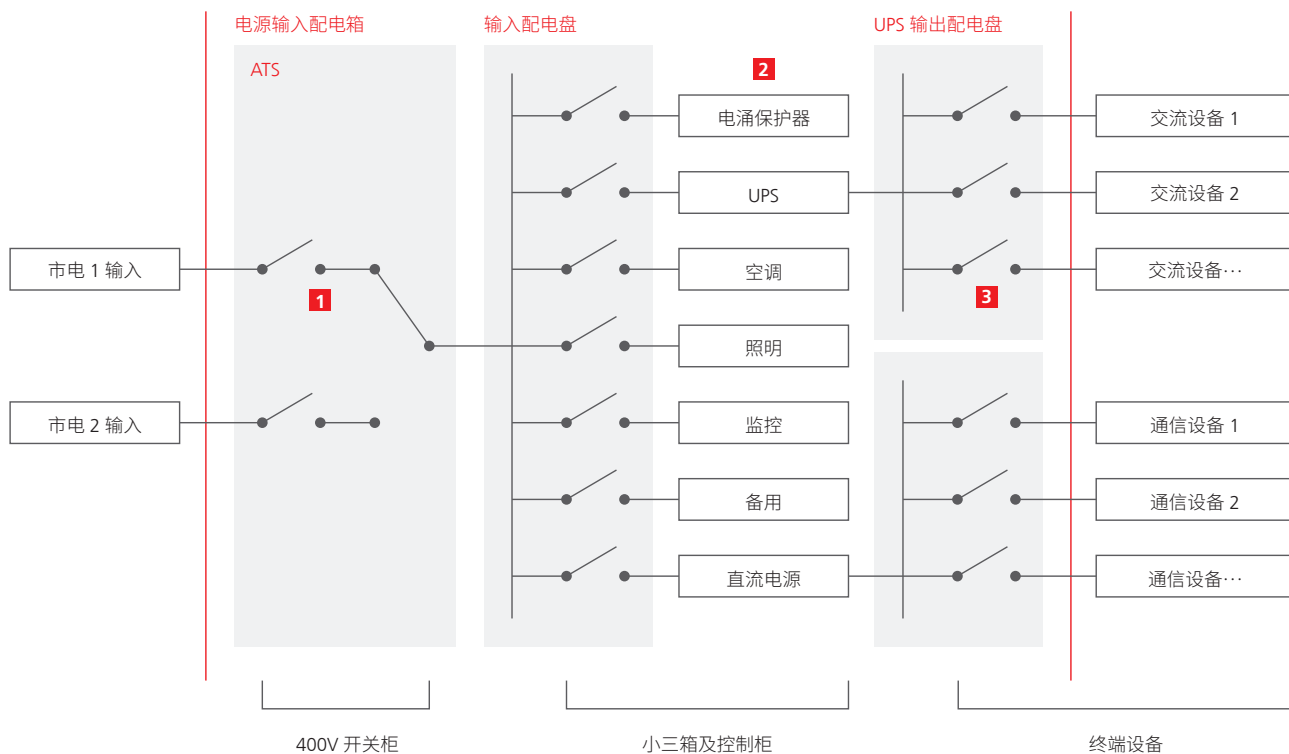 电源输入配电箱
输入配电盘
UPS 输出配电盘
ATS
2
电涌保护器
交流设备 1
UPS
交流设备 2
市电 1 输入
空调
交流设备…
1
3
照明
市电 2 输入
监控
通信设备 1
备用
通信设备 2
直流电源
通信设备…
400V 开关柜
小三箱及控制柜
终端设备